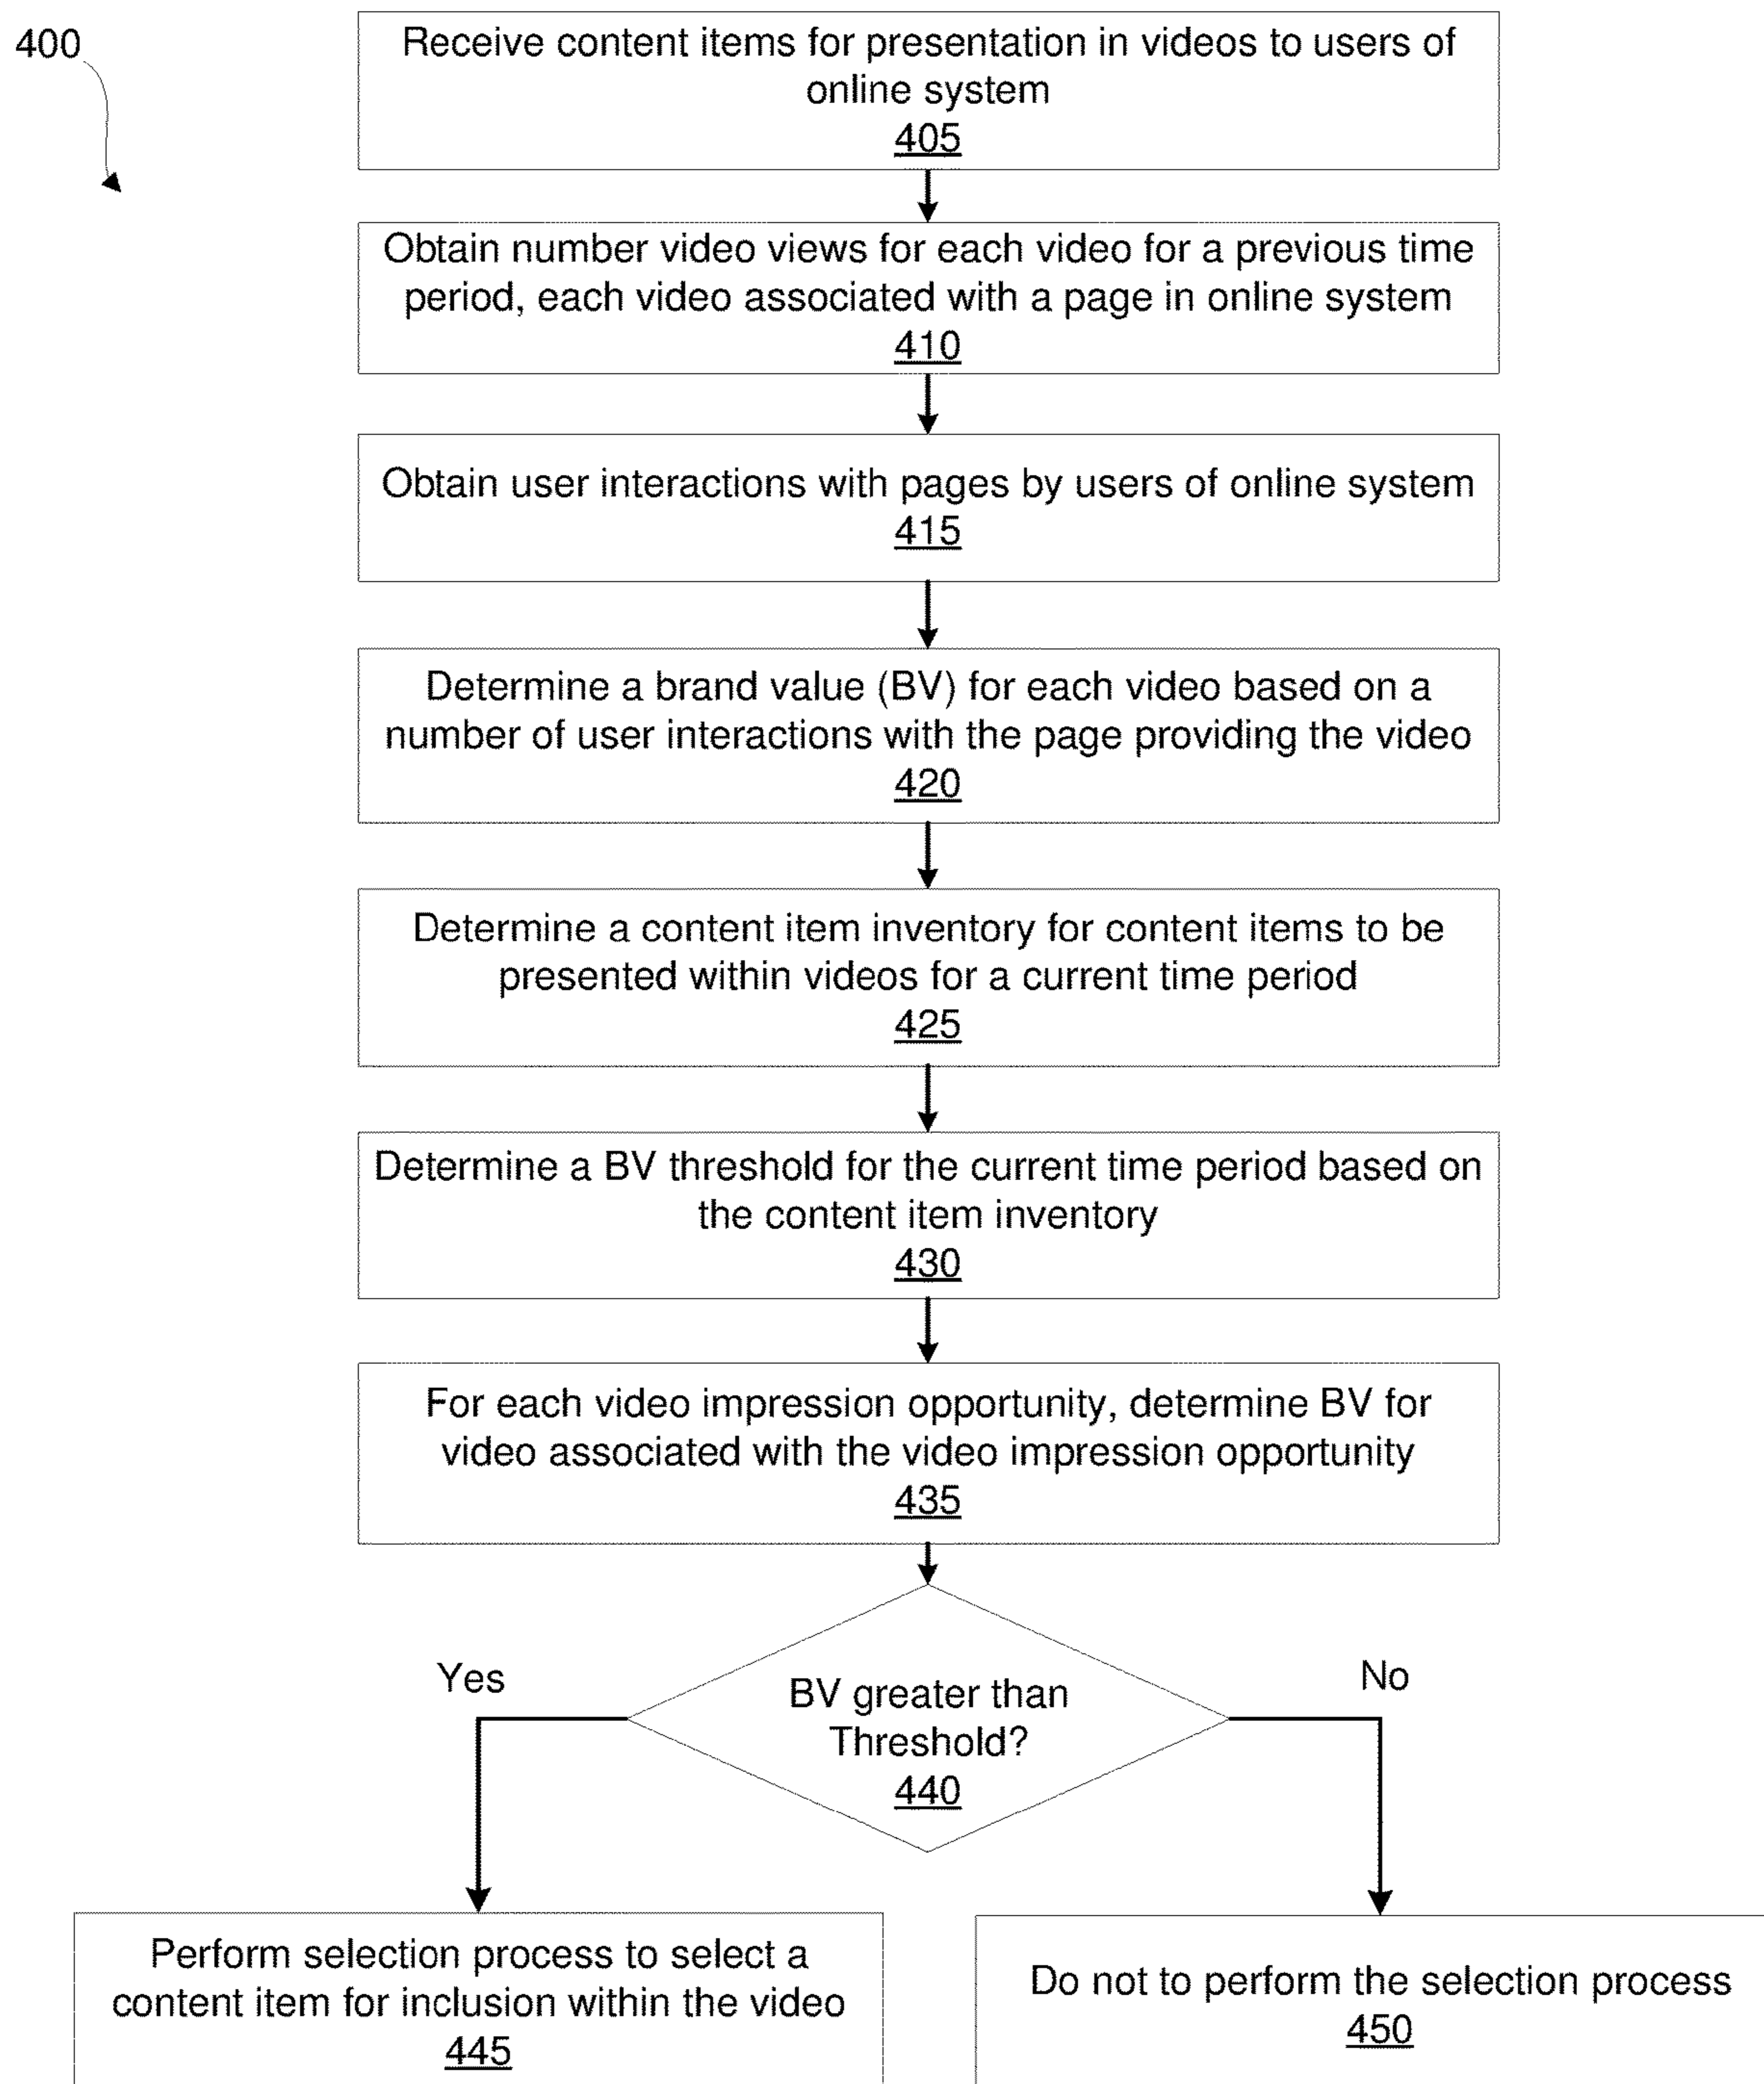 400
Receive content items for presentation in videos to users of
online system
405
Obtain number video views for each video for a previous time
period, each video associated with a page in online system
410
Obtain user interactions with pages by users of online system
415
Determine a brand value (BV) for each video based on a
number of user interactions with the page providing the video
420
Determine a content item inventory for content items to be
presented within videos for a current time period
425
Determine a BV threshold for the current time period based on
the content item inventory
430
For each video impression opportunity, determine BV for
video associated with the video impression opportunity
435
Yes
No
BV greater than
Threshold?
440
Perform selection process to select a
content item for inclusion within the video
445
Do not to perform the selection process
450